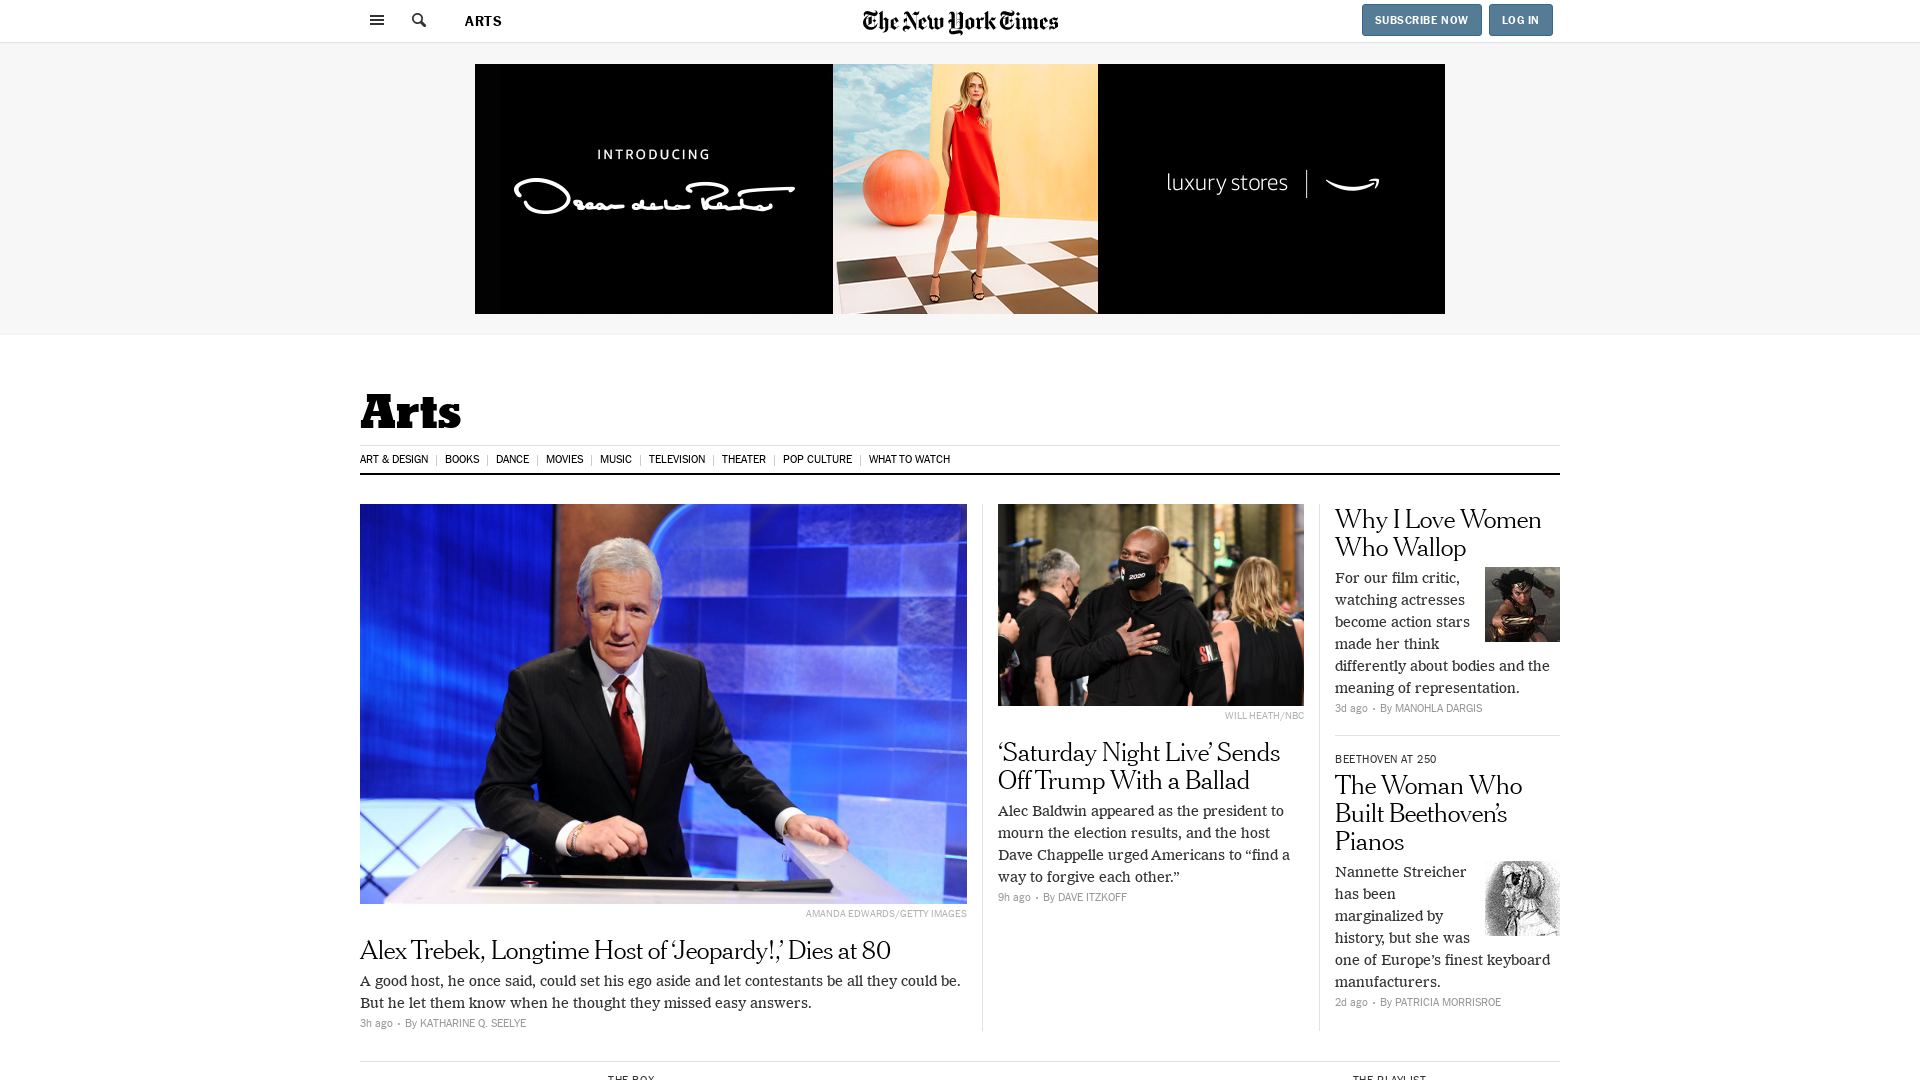 ARTS
The New York Times
SUBSCRIBE NOW
LOG IN
INTRODUCING
Oscar de la Renta
luxury stores
Arts
ART & DESIGN
BOOKS
DANCE
MOVIES
MUSIC
TELEVISION
THEATER
POP CULTURE
WHAT TO WATCH
AMANDA EDWARDS/GETTY IMAGES
Alex Trebek, Longtime Host of ‘Jeopardy!,’ Dies at 80
A good host, he once said, could set his ego aside and let contestants be all they could be.
But he let them know when he thought they missed easy answers.
3h ago • By KATHARINE Q. SEELYE
2020
WILL HEATH/NBC
‘Saturday Night Live’ Sends
Off Trump With a Ballad
Alec Baldwin appeared as the president to
mourn the election results, and the host
Dave Chappelle urged Americans to “find a
way to forgive each other.”
9h ago • By DAVE ITZKOFF
Why I Love Women
Who Wallop
For our film critic,
watching actresses
become action stars
made her think
differently about bodies and the
meaning of representation.
3d ago • By MANOHLA DARGIS
BEETHOVEN AT 250
The Woman Who
Built Beethoven’s
Pianos
Nannette Streicher
has been
marginalized by
history, but she was
one of Europe’s finest keyboard
manufacturers.
2d ago • By PATRICIA MORRISROE
THE BOX
THE PLAYLIST